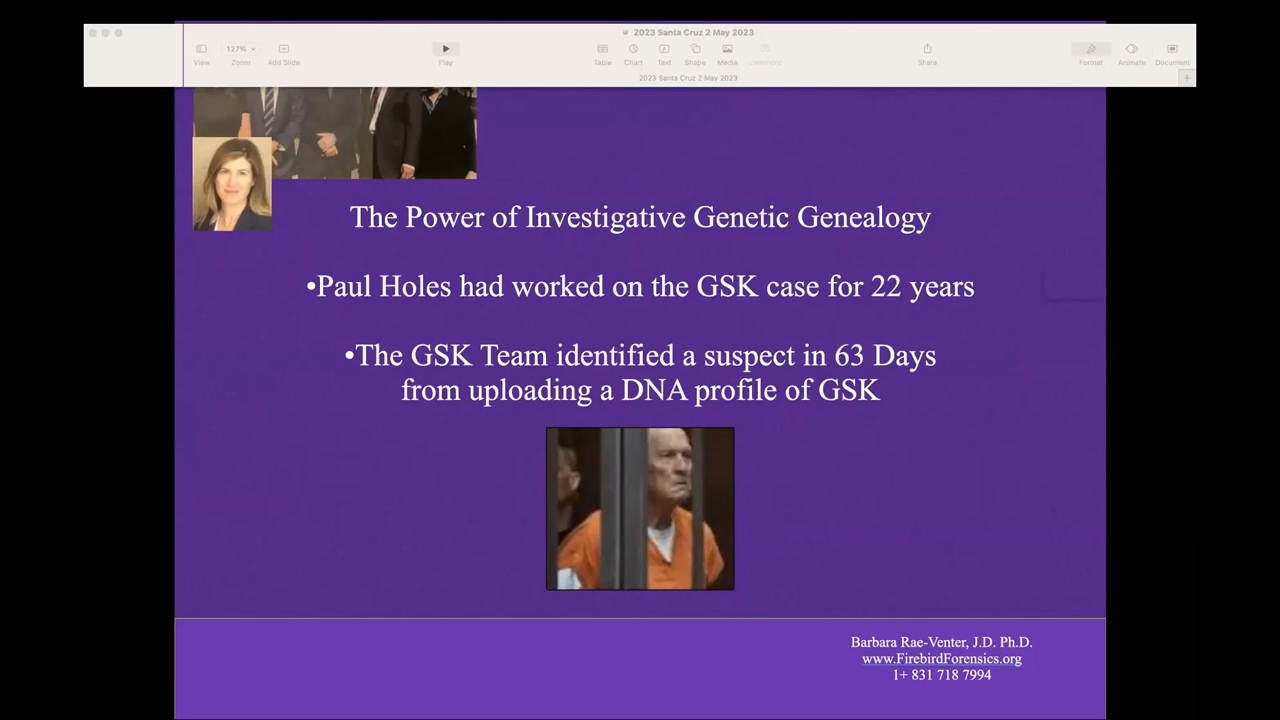 2023 Santa Cruz 2 May 2023
127%
View
Zoom
Add Slide
Play
Table
Chart
Text
Shape
Media
Comment
Share
Format
Animate
Document
2023 Santa Cruz 2 May 2023
The Power of Investigative Genetic Genealogy
•Paul Holes had worked on the GSK case for 22 years
•The GSK Team identified a suspect in 63 Days
from uploading a DNA profile of GSK
Barbara Rae-Venter, J.D. Ph.D.
www.FirebirdForensics.org
1+ 831 718 7994